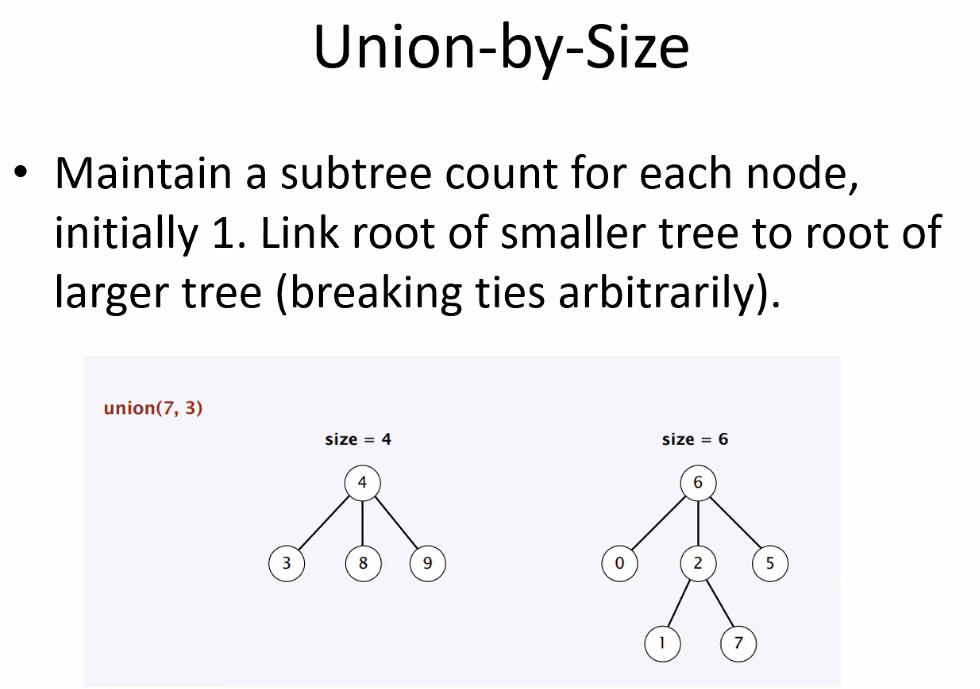 Union-by-Size
• Maintain a subtree count for each node,
initially 1. Link root of smaller tree to root of
larger tree (breaking ties arbitrarily).
union(7, 3)
size = 4
size = 6
4
6
3
8
9
0
2
5
1
7